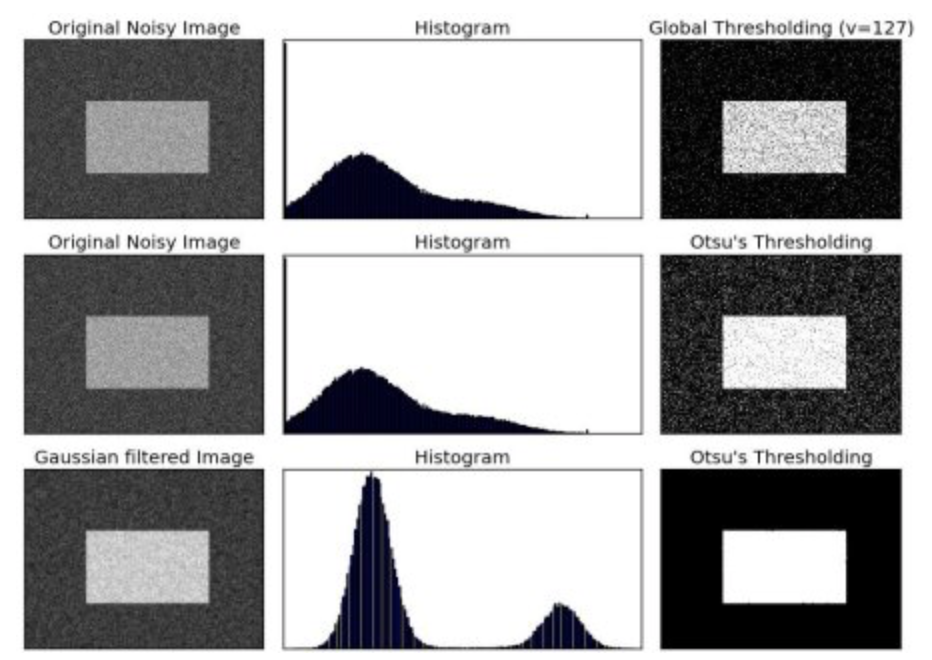 Original Noisy Image
Histogram
Global Thresholding (v=127)
Original Noisy Image
Histogram
Otsu's Thresholding
Gaussian filtered Image
Histogram
Otsu's Thresholding